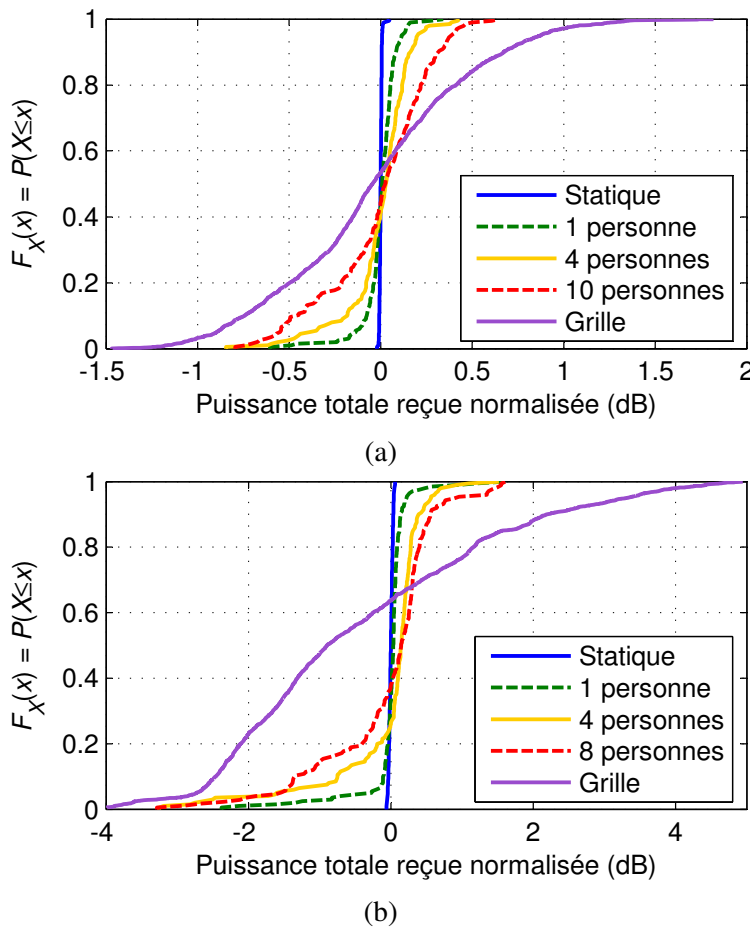 1
0.8
0.6
0.4
0.2
0
F_X(x) = P(X≤x)
Statique
1 personne
4 personnes
10 personnes
Grille
-1.5 -1 -0.5 0 0.5 1 1.5 2
Puissance totale reçue normalisée (dB)
(a)
1
0.8
0.6
0.4
0.2
0
F_X(x) = P(X≤x)
Statique
1 personne
4 personnes
8 personnes
Grille
-4 -2 0 2 4
Puissance totale reçue normalisée (dB)
(b)